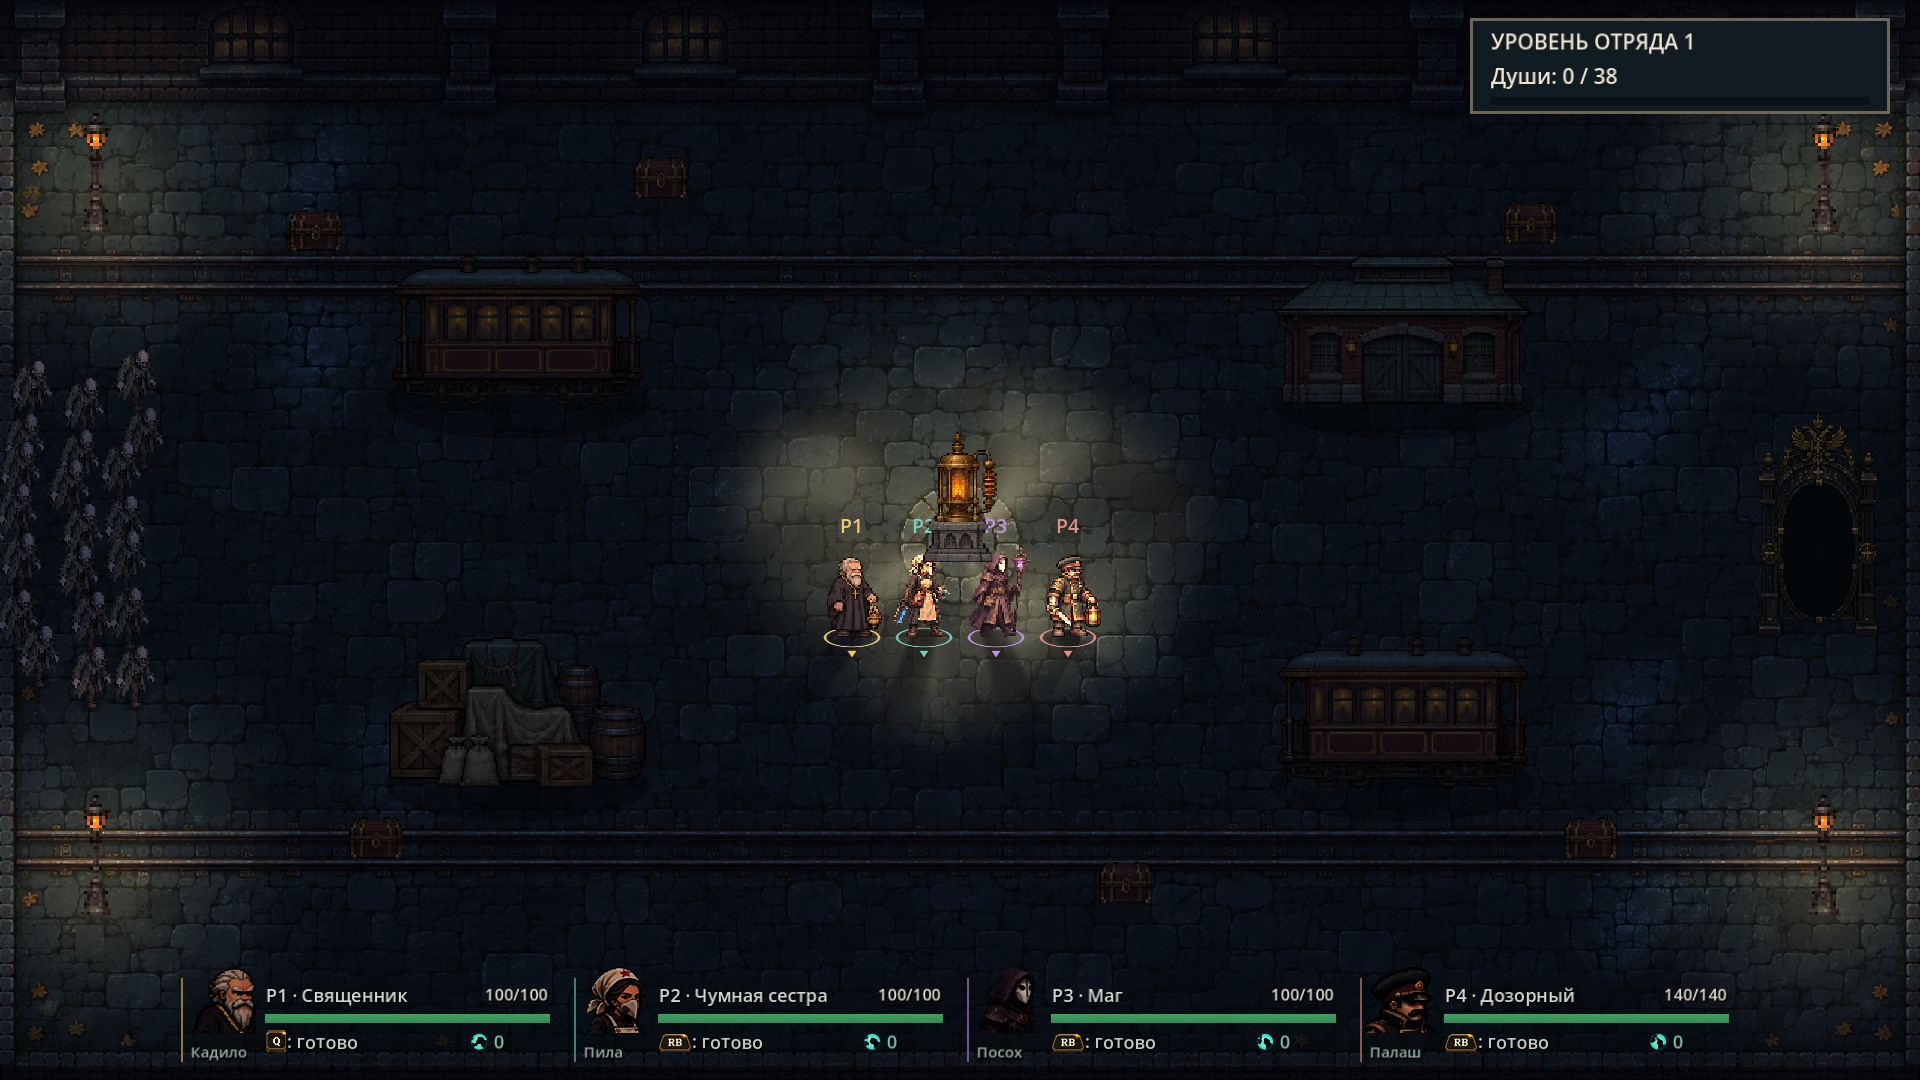 УРОВЕНЬ ОТРЯДА 1
Души: 0 / 38
P1
P2
P3
P4
P1 · Священник 100/100
Q : готово 0
Кадило
P2 · Чумная сестра 100/100
RB : готово 0
Пила
P3 · Маг 100/100
RB : готово 0
Посох
P4 · Дозорный 140/140
RB : готово 0
Палаш